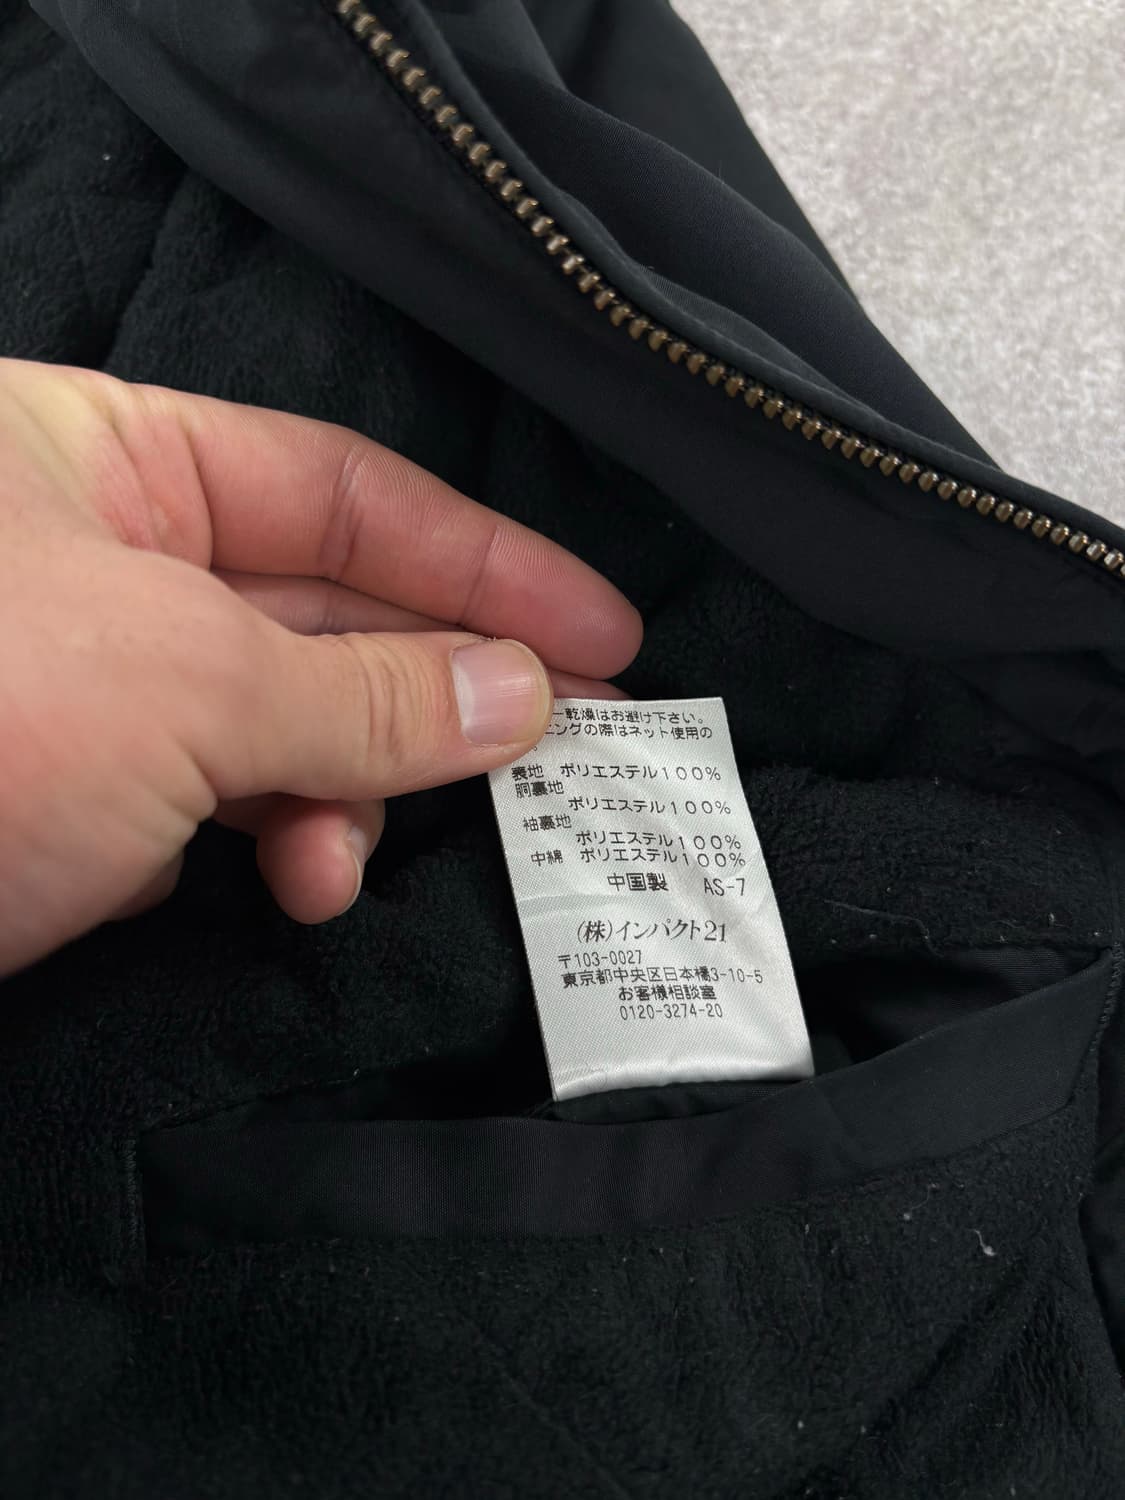 ー乾燥はお避け下さい。
ニングの際はネット使用の
。
表地 ポリエステル100%
胴裏地
ポリエステル100%
袖裏地
ポリエステル100%
中綿 ポリエステル100%
中国製 AS-7
(株)インパクト21
〒103-0027
東京都中央区日本橋3-10-5
お客様相談室
0120-3274-20